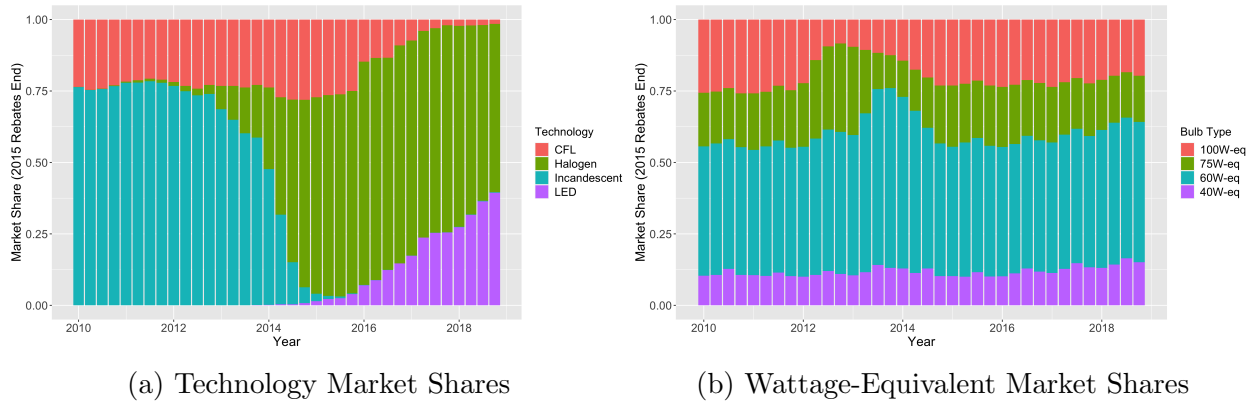 Market Share (2015 Rebates End)
1.00
0.75
0.50
0.25
0.00
2010 2012 2014 2016 2018
Year
Technology
CFL
Halogen
Incandescent
LED
(a) Technology Market Shares
Market Share (2015 Rebates End)
1.00
0.75
0.50
0.25
0.00
2010 2012 2014 2016 2018
Year
Bulb Type
100W-eq
75W-eq
60W-eq
40W-eq
(b) Wattage-Equivalent Market Shares